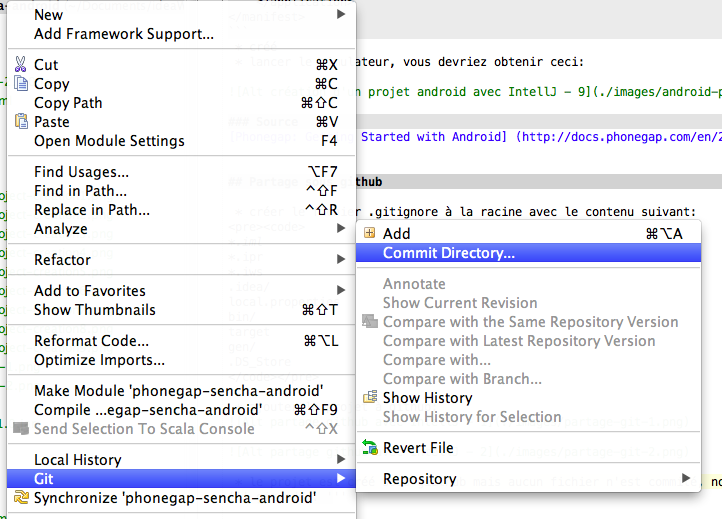 New
Add Framework Support...
Cut ⌘X
Copy ⌘C
Copy Path ⌘⇧C
Paste ⌘V
Open Module Settings F4
Find Usages... ⌥F7
Find in Path... ^⇧F
Replace in Path... ^⇧R
Analyze
Refactor
Add to Favorites
Show Thumbnails ⌘⇧T
Reformat Code... ⌘⌥L
Optimize Imports...
Make Module 'phonegap-sencha-android'
Compile ...egap-sencha-android' ⌘⇧F9
Send Selection To Scala Console ^⇧X
Local History
Git
Synchronize 'phonegap-sencha-android'
ateur, vous devriez obtenir ceci:
n projet android avec IntellJ - 9](./images/android-p
Started with Android] (http://docs.phonegap.com/en/2
thub
r .gitignore à la racine avec le contenu suivant:
Add ⌘⌥A
Commit Directory...
Annotate
Show Current Revision
Compare with the Same Repository Version
Compare with Latest Repository Version
Compare with...
Compare with Branch...
Show History
Show History for Selection
Revert File
Repository